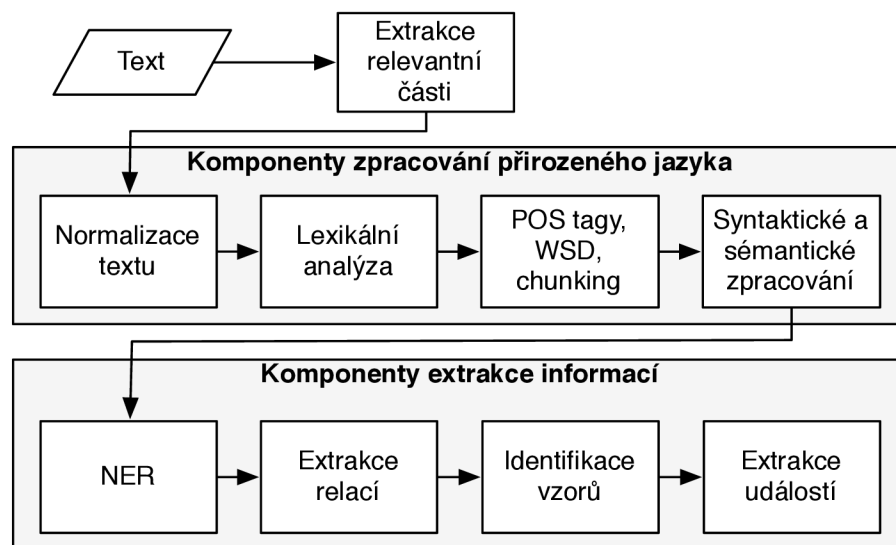 Text
Extrakce
relevantní
části
Komponenty zpracování přirozeného jazyka
Normalizace
textu
Lexikální
analýza
POS tagy,
WSD,
chunking
Syntaktické a
sémantické
zpracování
Komponenty extrakce informací
NER
Extrakce
relací
Identifikace
vzorů
Extrakce
událostí